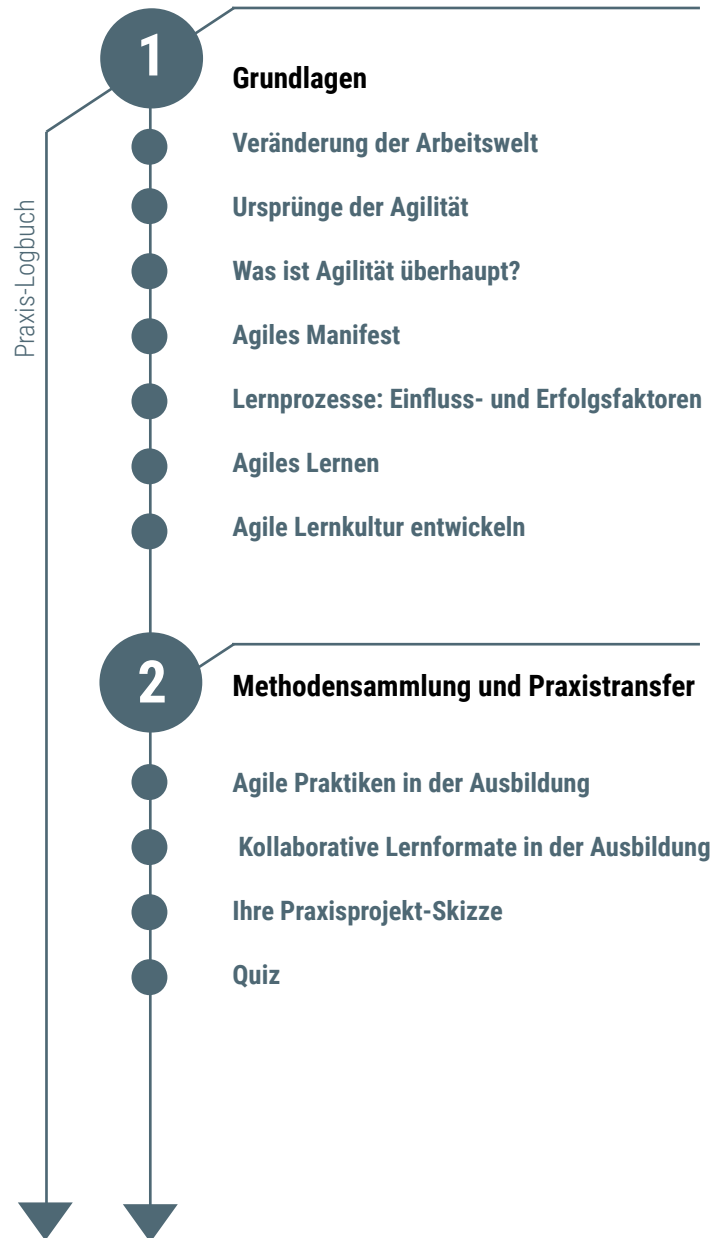 1
Grundlagen
Veränderung der Arbeitswelt
Ursprünge der Agilität
Was ist Agilität überhaupt?
Agiles Manifest
Lernprozesse: Einfluss- und Erfolgsfaktoren
Agiles Lernen
Agile Lernkultur entwickeln
Praxis-Logbuch
2
Methodensammlung und Praxistransfer
Agile Praktiken in der Ausbildung
Kollaborative Lernformate in der Ausbildung
Ihre Praxisprojekt-Skizze
Quiz